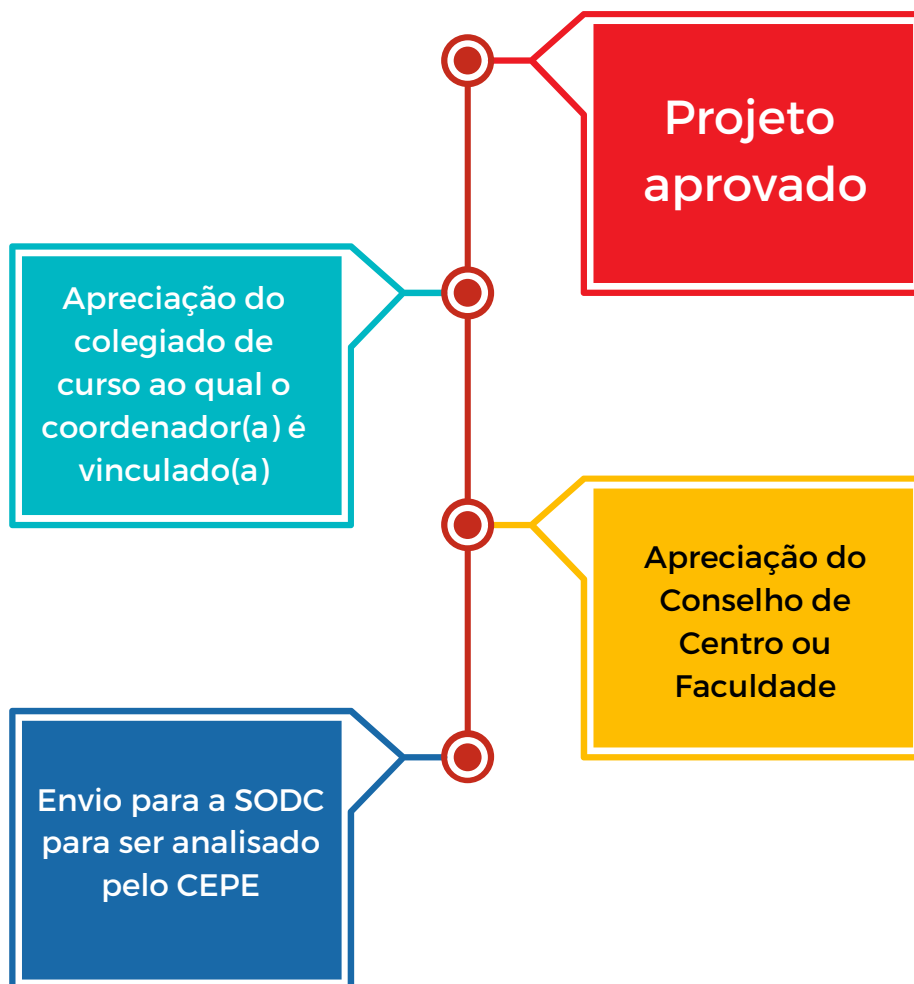 Projeto
aprovado
Apreciação do
colegiado de
curso ao qual o
coordenador(a) é
vinculado(a)
Apreciação do
Conselho de
Centro ou
Faculdade
Envio para a SODC
para ser analisado
pelo CEPE